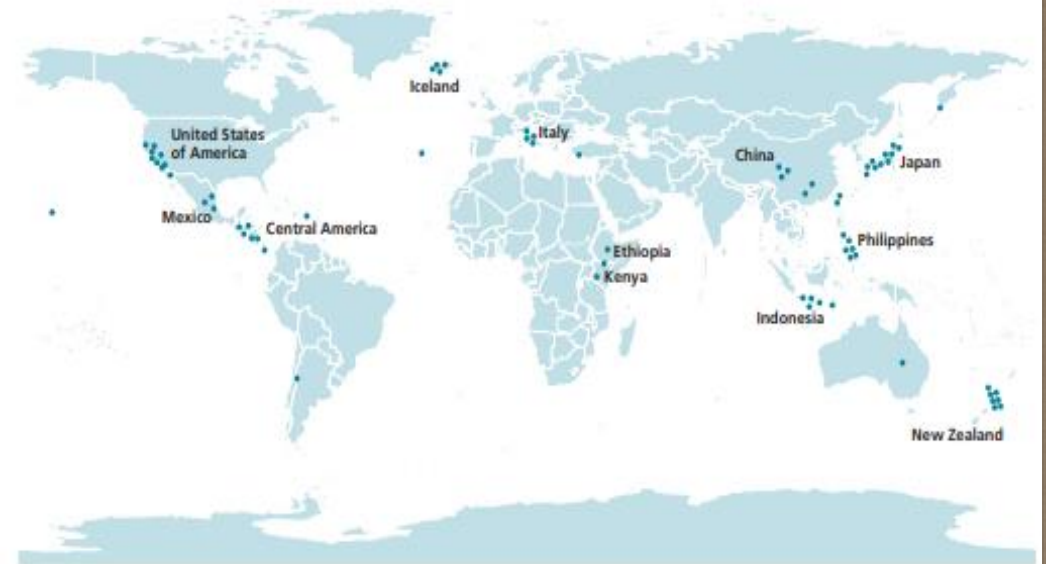 Iceland
United States
of America
Italy
China
Japan
Mexico
Central America
Philippines
Ethiopia
Kenya
Indonesia
New Zealand